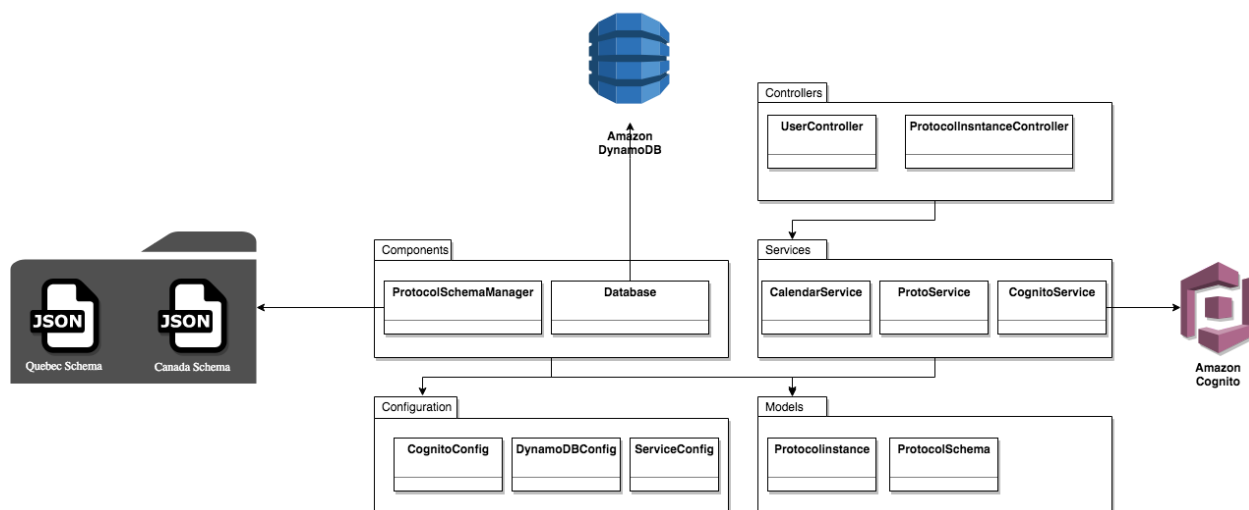 Amazon
DynamoDB
Controllers
UserController
ProtocolInsntanceController
Components
ProtocolSchemaManager
Database
Services
CalendarService
ProtoService
CognitoService
JSON
Quebec Schema
JSON
Canada Schema
Amazon
Cognito
Configuration
CognitoConfig
DynamoDBConfig
ServiceConfig
Models
Protocolinstance
ProtocolSchema